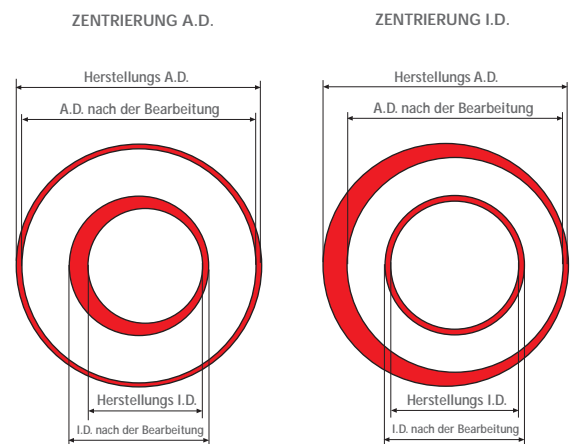 ZENTRIERUNG A.D.
Herstellungs A.D.
A.D. nach der Bearbeitung
Herstellungs I.D.
I.D. nach der Bearbeitung
ZENTRIERUNG I.D.
Herstellungs A.D.
A.D. nach der Bearbeitung
Herstellungs I.D.
I.D. nach der Bearbeitung